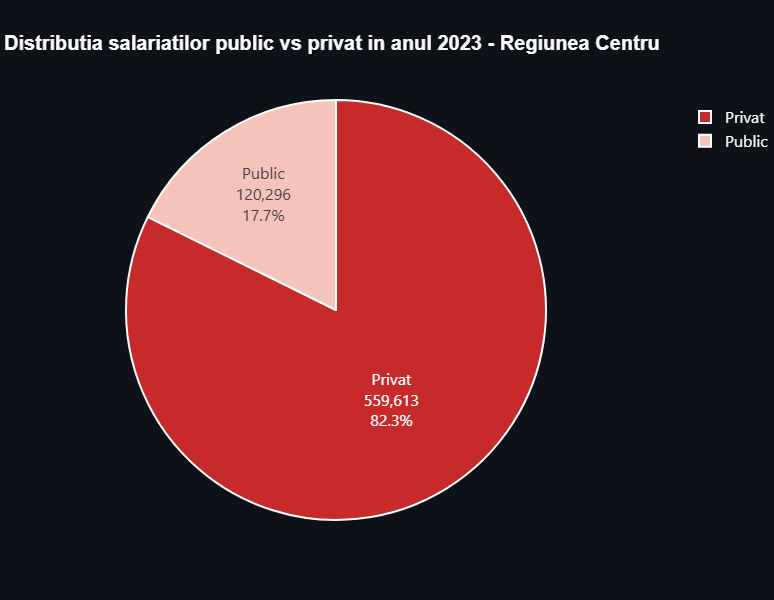 Distributia salariatilor public vs privat in anul 2023 - Regiunea Centru
Privat
Public
Public
120,296
17.7%
Privat
559,613
82.3%